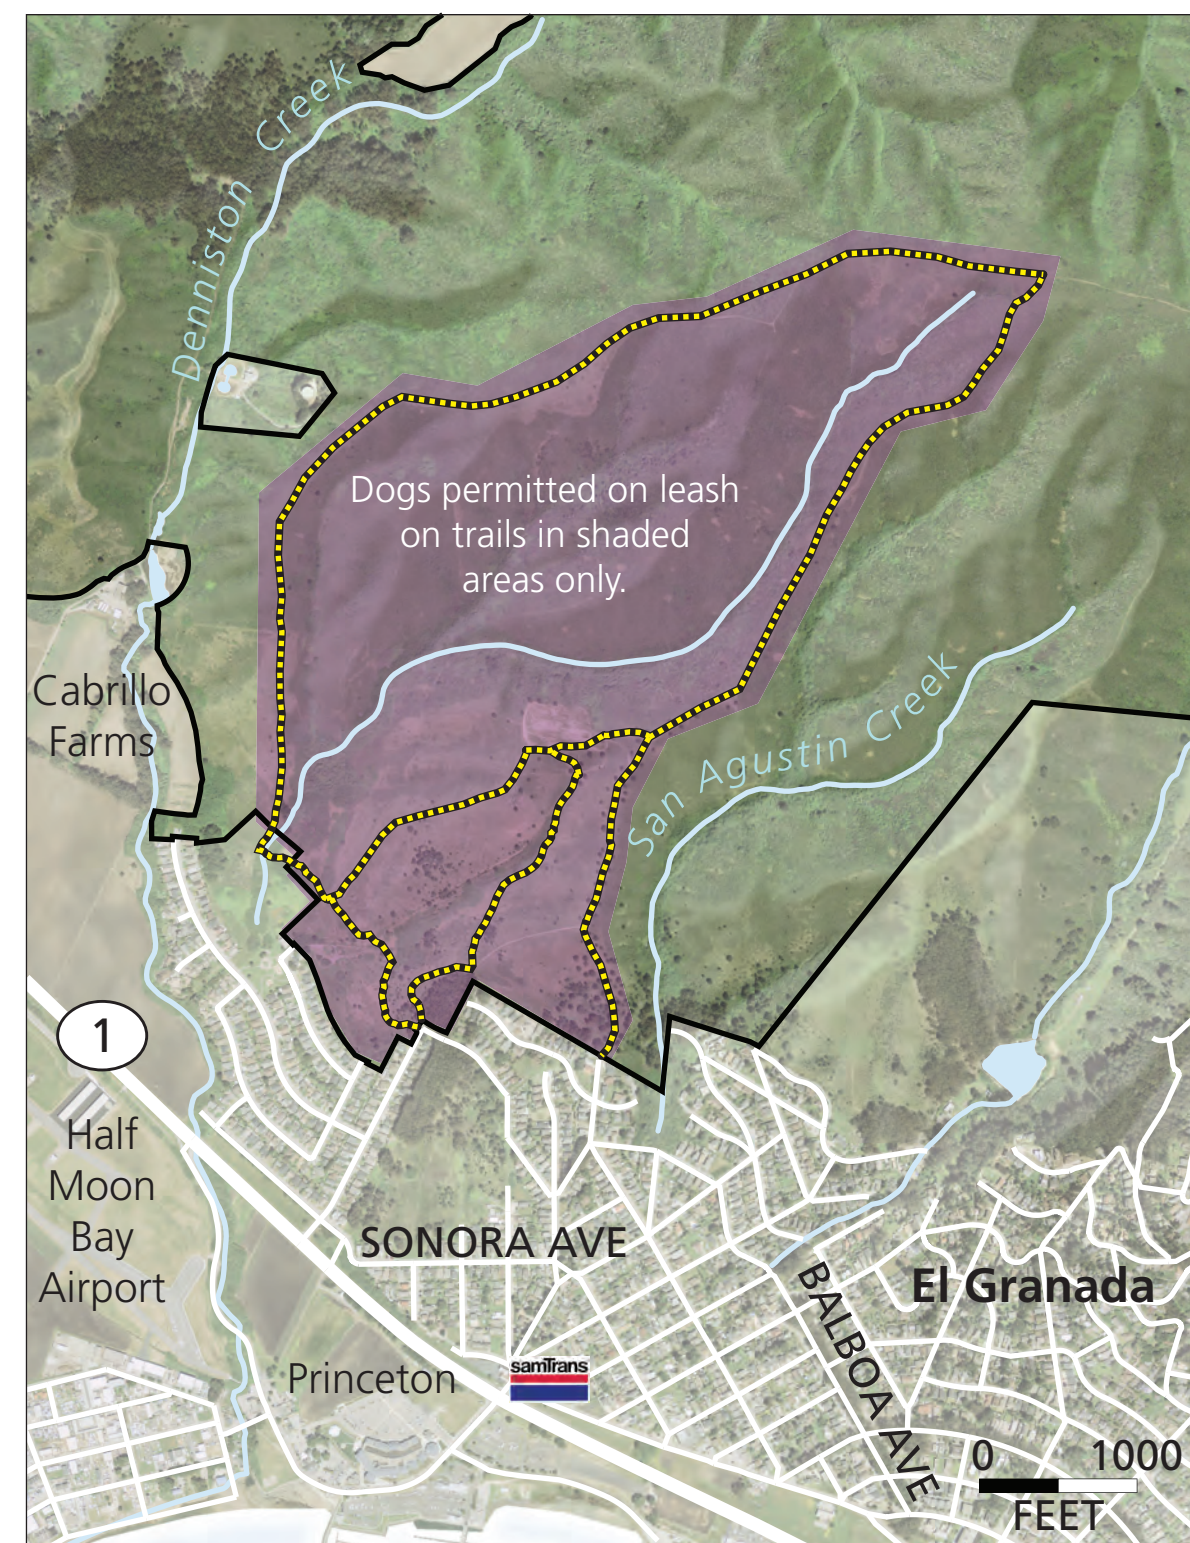 Denniston Creek
Dogs permitted on leash
on trails in shaded
areas only.
San Agustin Creek
Cabrillo
Farms
1
Half
Moon
Bay
Airport
SONORA AVE
El Granada
BALBOA AVE
Princeton
samTrans
0 1000
FEET